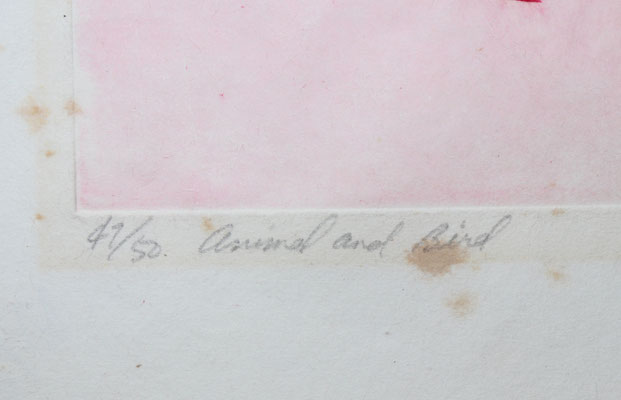 47/50. Animal and Bird